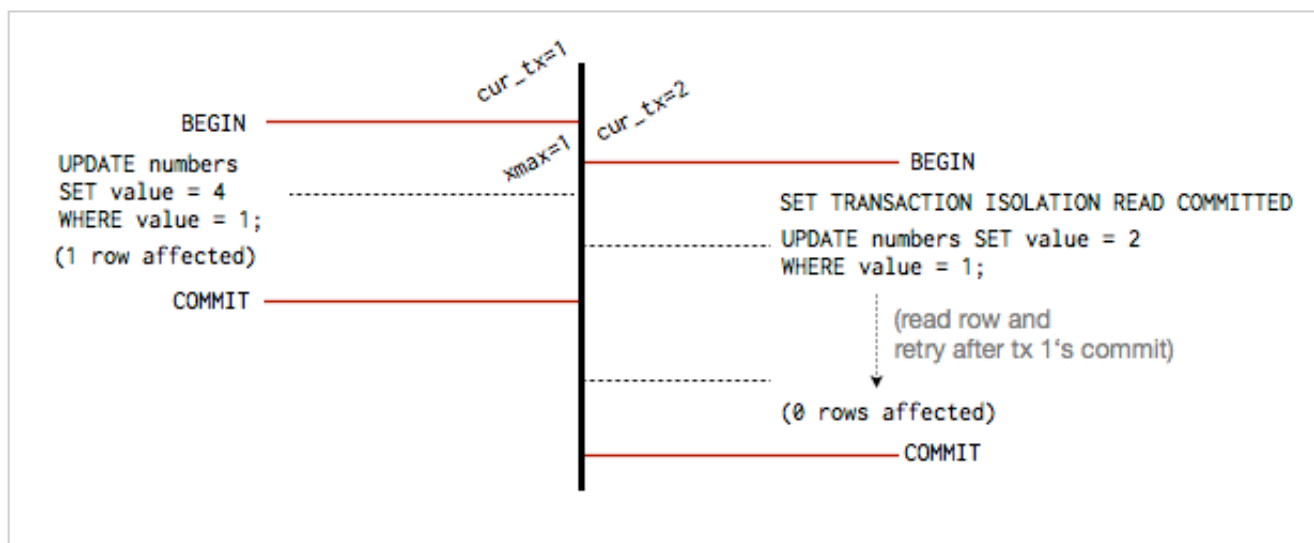 cur_tx=1
BEGIN
cur_tx=2
xmax=1
BEGIN
UPDATE numbers
SET value = 4
WHERE value = 1;
(1 row affected)
SET TRANSACTION ISOLATION READ COMMITTED
UPDATE numbers SET value = 2
WHERE value = 1;
COMMIT
(read row and
retry after tx 1's commit)
(0 rows affected)
COMMIT